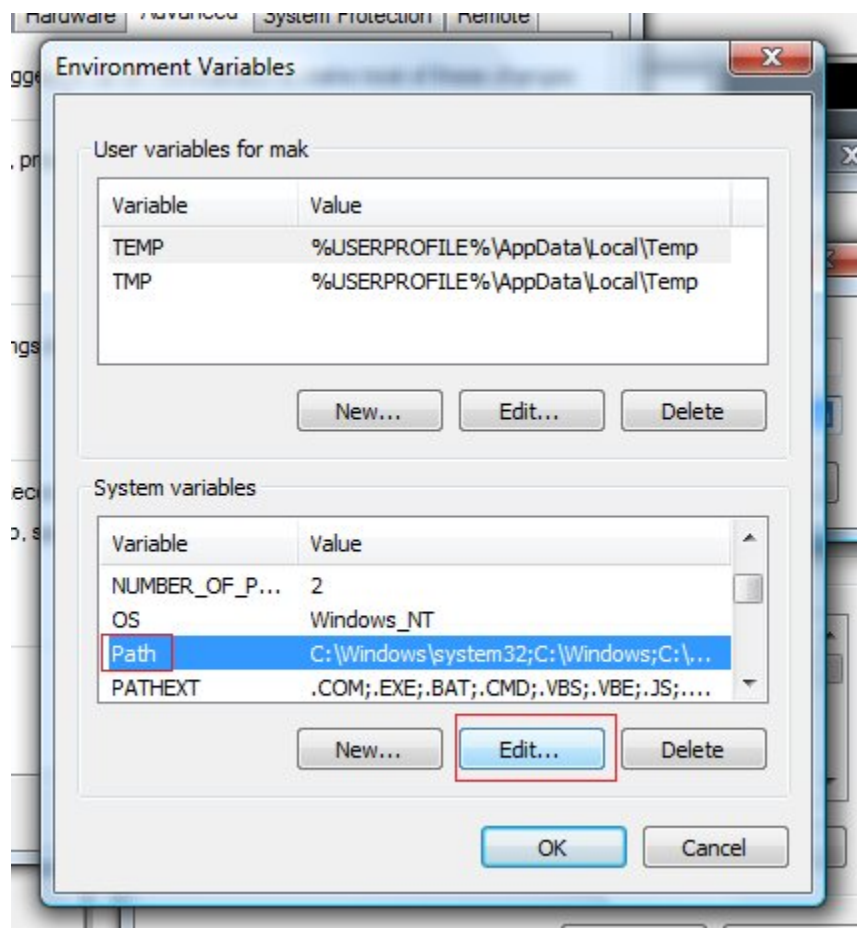 Hardware Advanced System Protection Remote
Environment Variables
User variables for mak
Variable Value
TEMP %USERPROFILE%\AppData\Local\Temp
TMP %USERPROFILE%\AppData\Local\Temp
New... Edit... Delete
System variables
Variable Value
NUMBER_OF_P... 2
OS Windows_NT
Path C:\Windows\system32;C:\Windows;C:\...
PATHEXT .COM;.EXE;.BAT;.CMD;.VBS;.VBE;.JS;....
New... Edit... Delete
OK Cancel